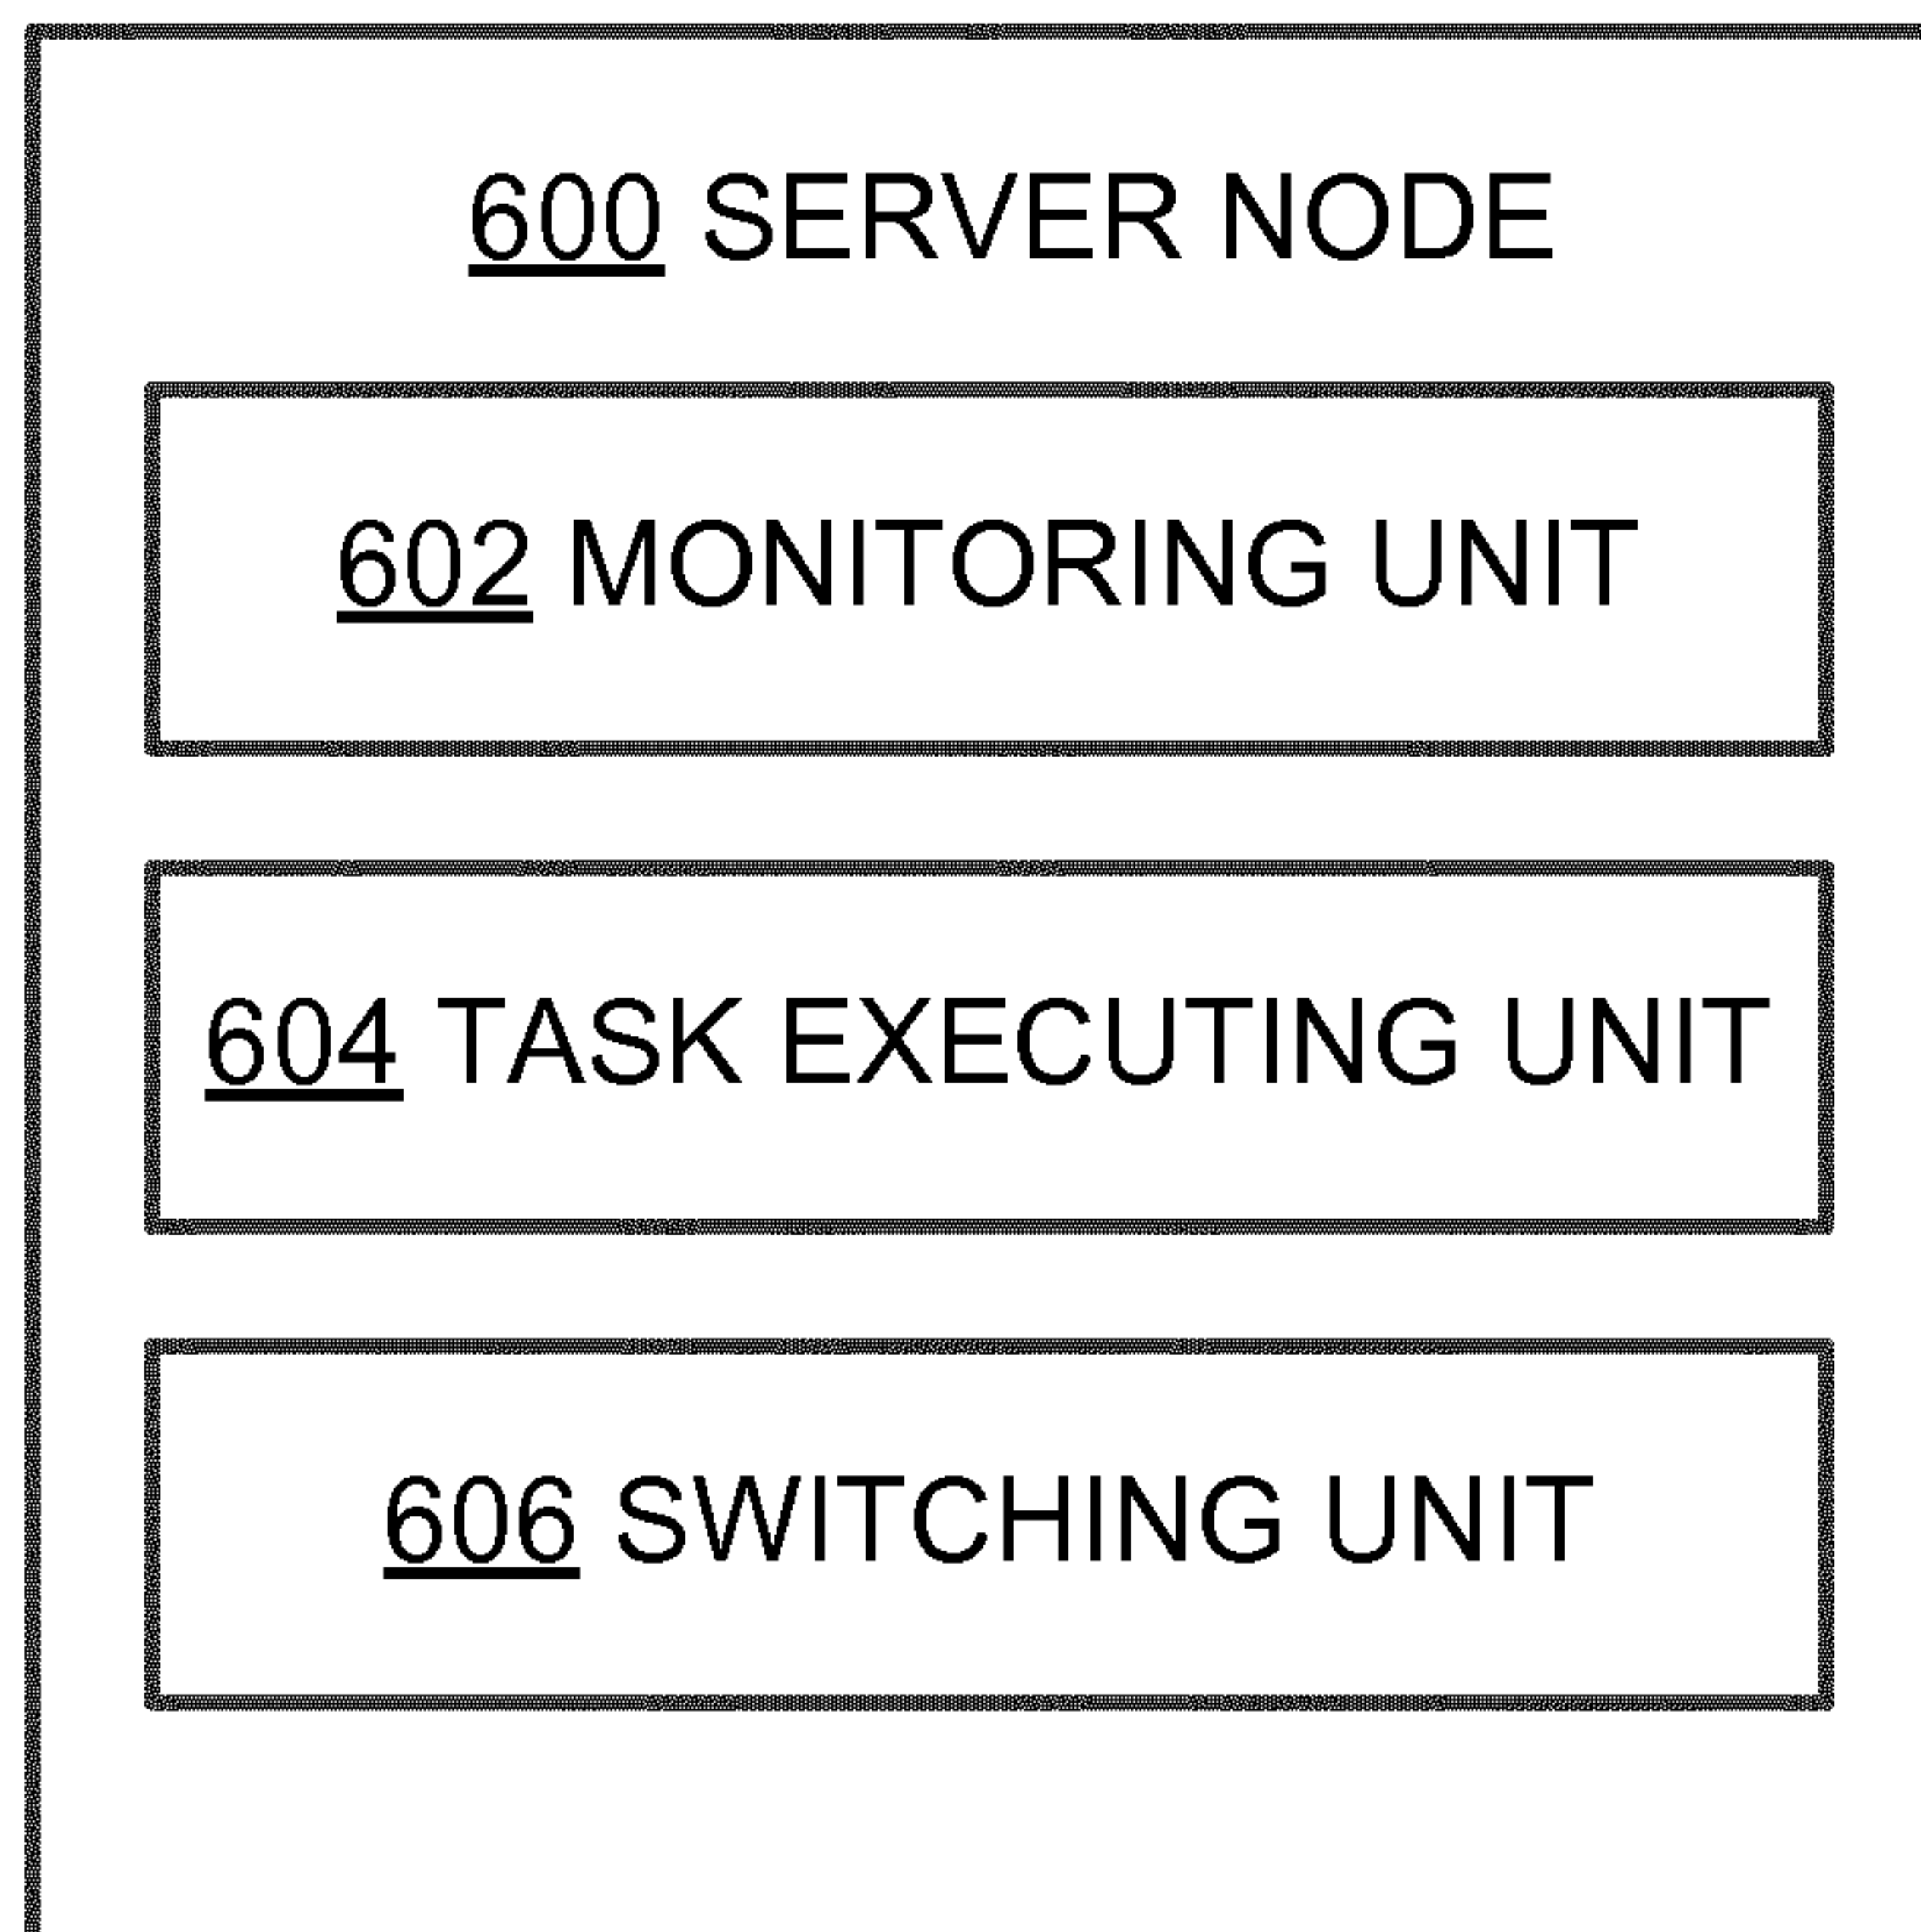 600 SERVER NODE
602 MONITORING UNIT
604 TASK EXECUTING UNIT
606 SWITCHING UNIT